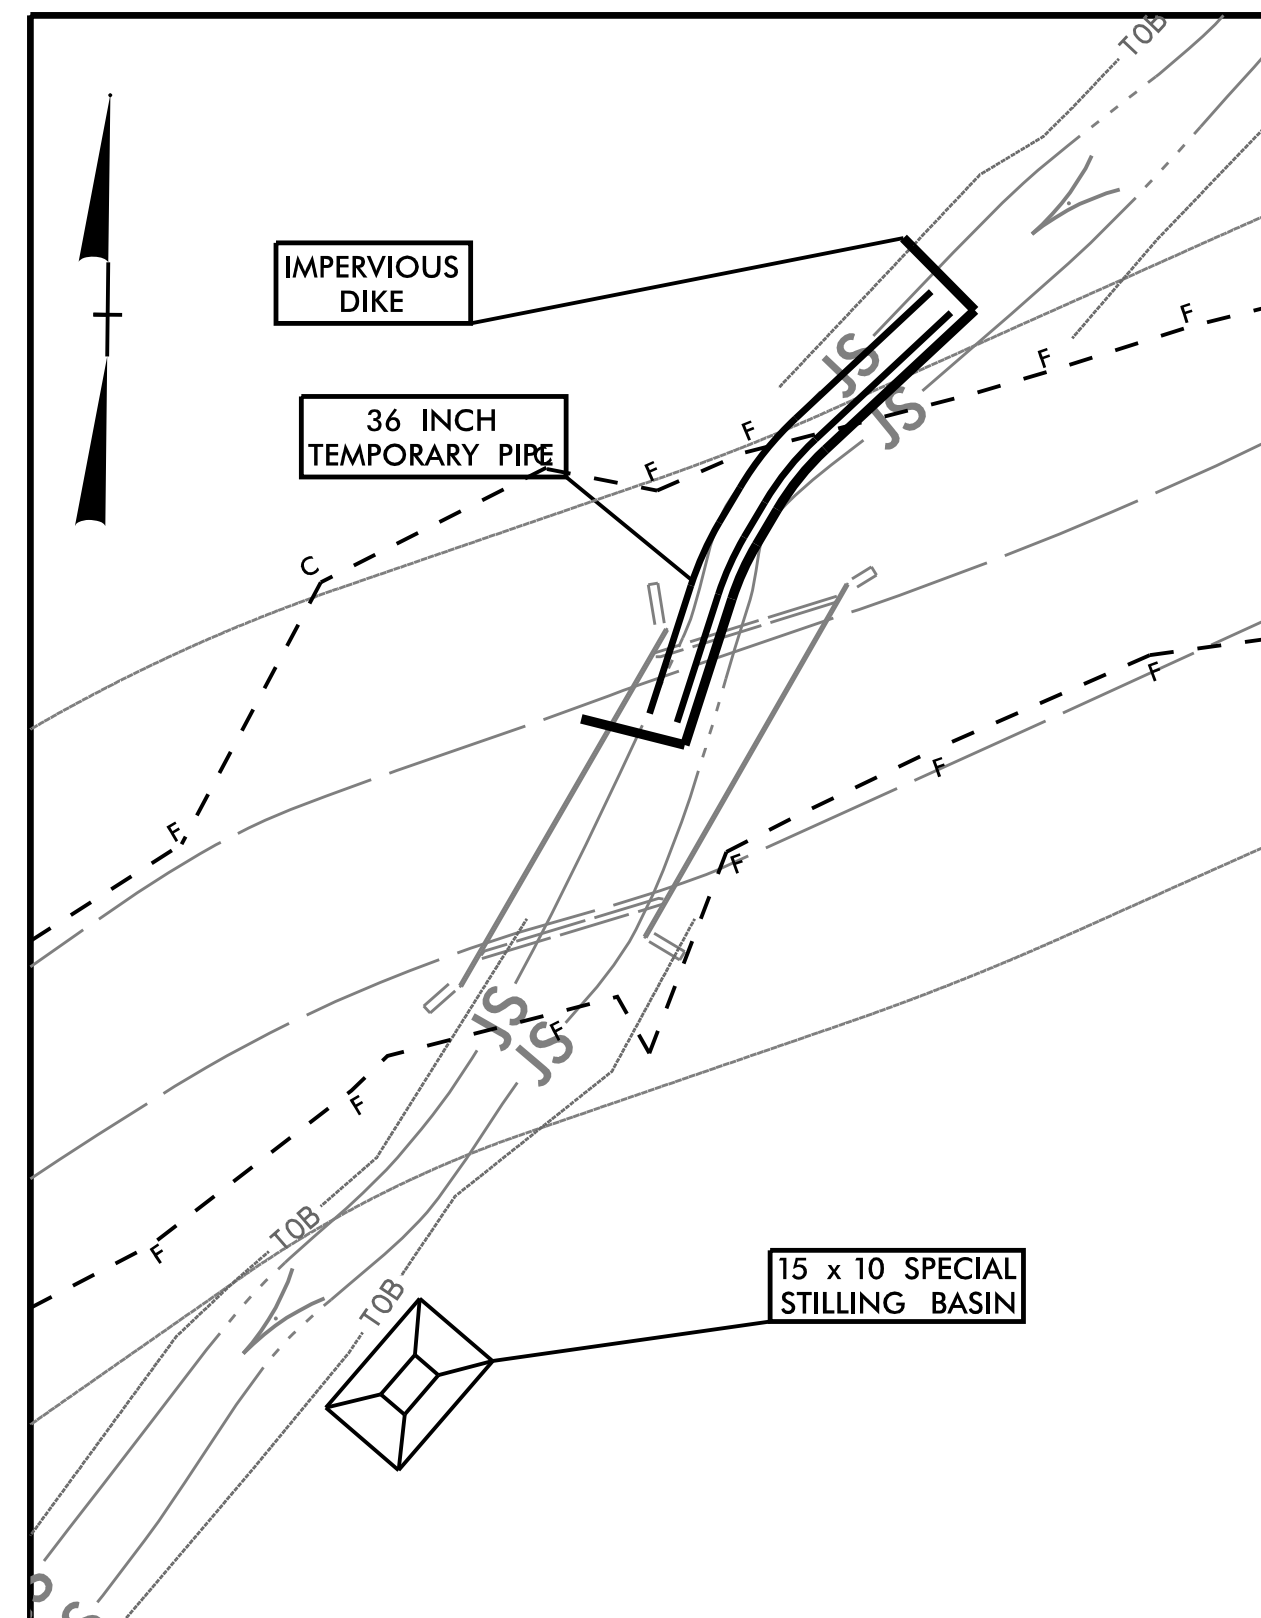 TOB
IMPERVIOUS
DIKE
F
F
JS
JS
36 INCH
TEMPORARY PIPE
C
F
F
C
F
F
F
F
JS
JS
F
F
TOB
F
TOB
15 x 10 SPECIAL
STILLING BASIN
S